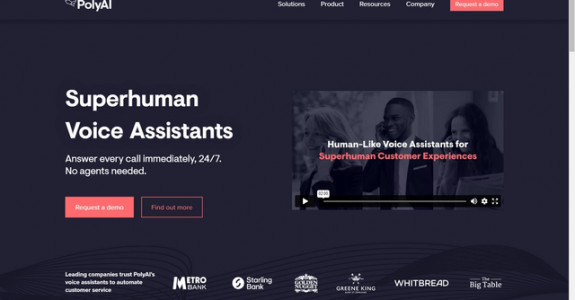 PolyAI
Solutions
Product
Resources
Company
Request a demo
Superhuman
Voice Assistants
Answer every call immediately, 24/7.
No agents needed.
Request a demo
Find out more
Human-Like Voice Assistants for
Superhuman Customer Experiences
Leading companies trust PolyAI's
voice assistants to automate
customer service
METRO
BANK
Starling
Bank
GOLDEN
NUGGET
GREENE KING
WHITBREAD
The
Big Table